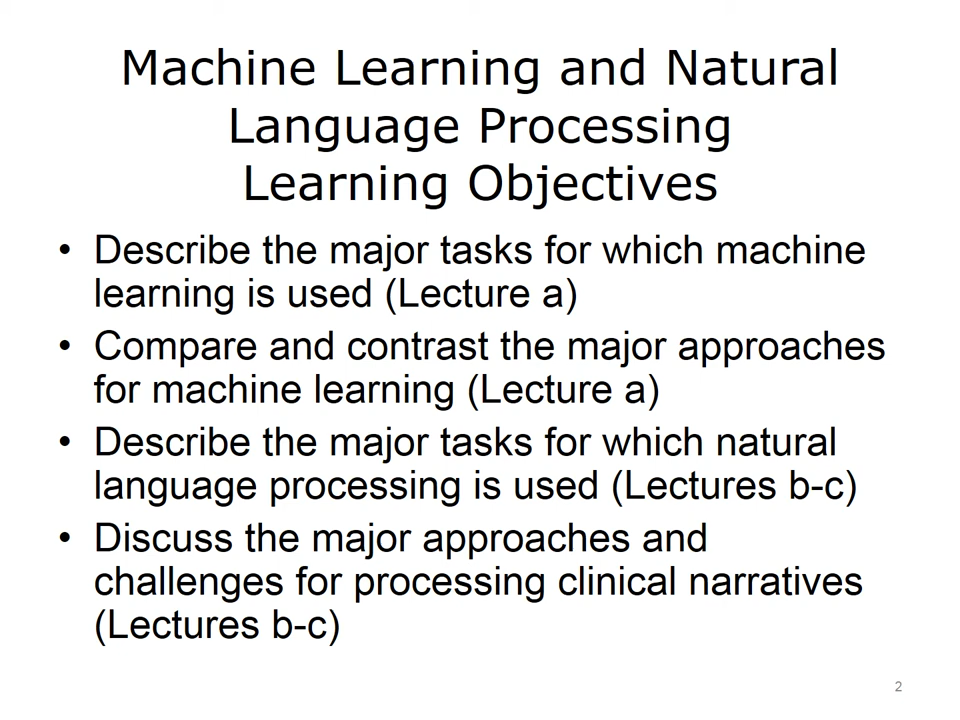 Machine Learning and Natural
Language Processing
Learning Objectives
• Describe the major tasks for which machine
learning is used (Lecture a)
• Compare and contrast the major approaches
for machine learning (Lecture a)
• Describe the major tasks for which natural
language processing is used (Lectures b-c)
• Discuss the major approaches and
challenges for processing clinical narratives
(Lectures b-c)
2